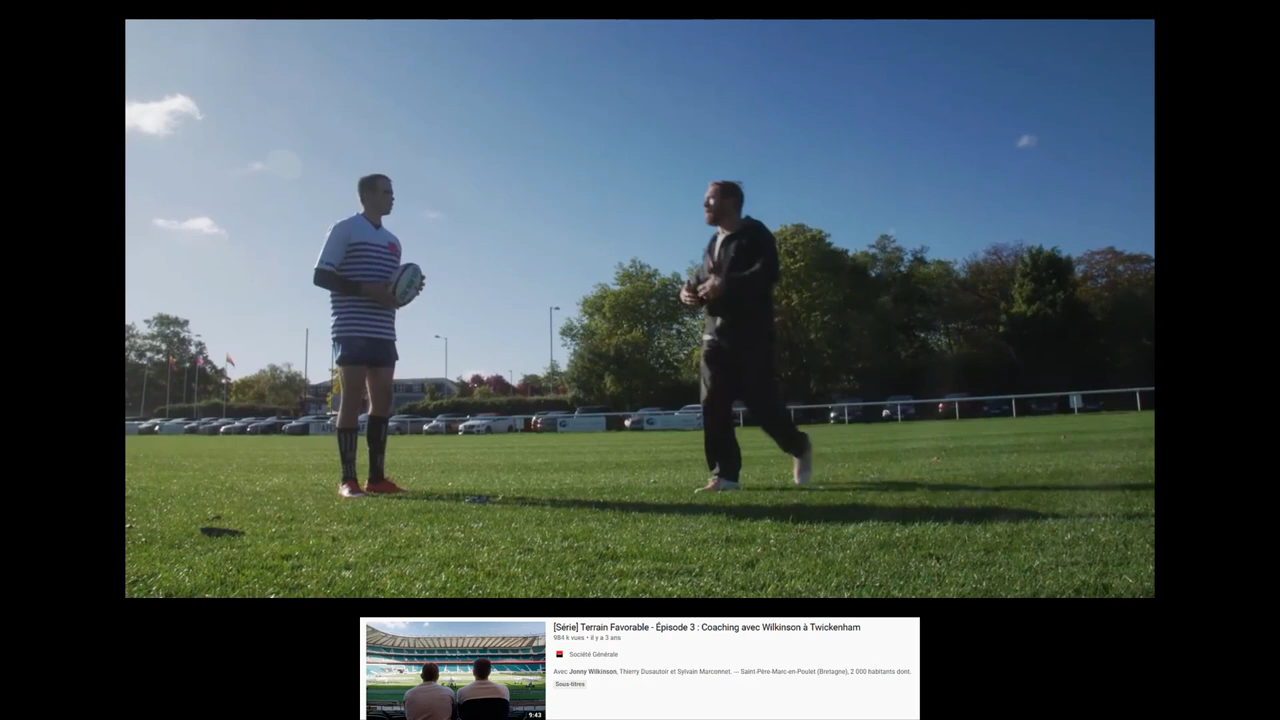 [Série] Terrain Favorable - Épisode 3 : Coaching avec Wilkinson à Twickenham
984 k vues • il y a 3 ans
Société Générale
Avec Jonny Wilkinson, Thierry Dusautoir et Sylvain Marconnet. — Saint-Père-Marc-en-Poulet (Bretagne), 2 000 habitants dont.
Sous-titres
9:43